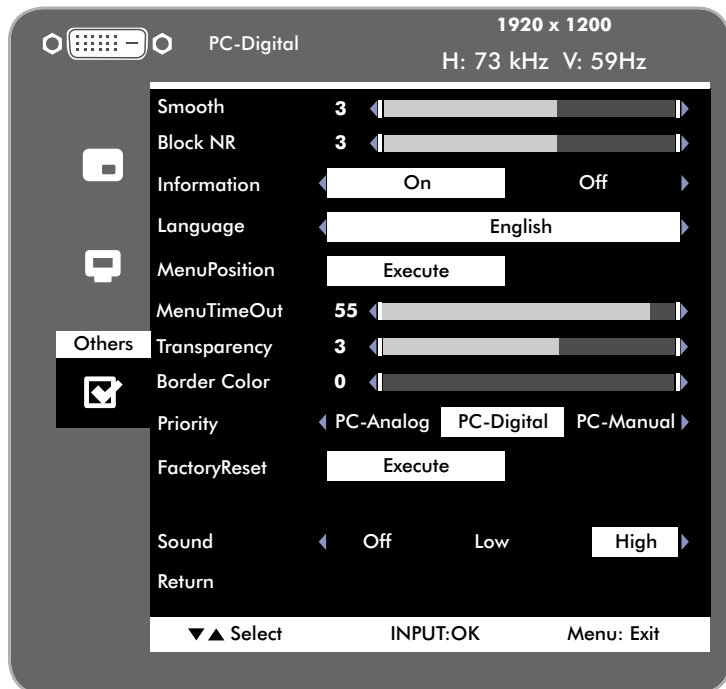 PC-Digital
1920 x 1200
H: 73 kHz V: 59Hz
Smooth 3
Block NR 3
Information On Off
Language English
MenuPosition Execute
MenuTimeOut 55
Others
Transparency 3
Border Color 0
Priority PC-Analog PC-Digital PC-Manual
FactoryReset Execute
Sound Off Low High
Return
▼▲ Select INPUT:OK Menu: Exit